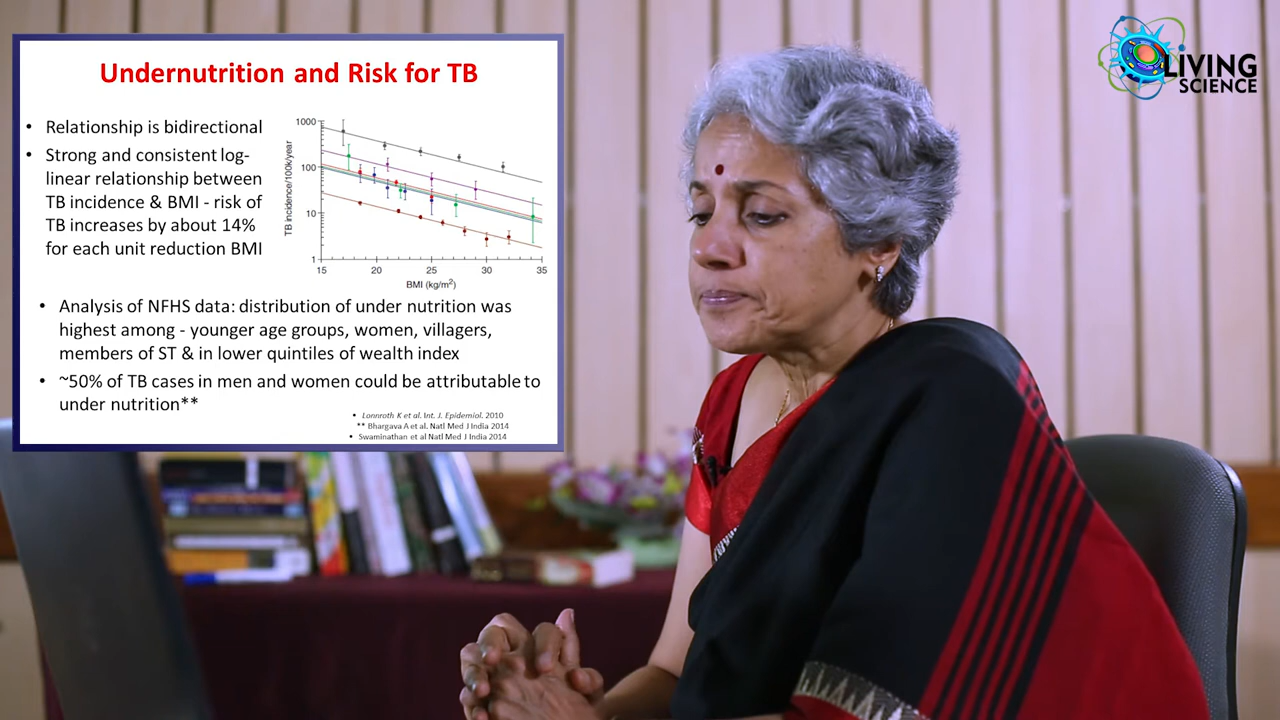 Undernutrition and Risk for TB
• Relationship is bidirectional
• Strong and consistent log-
linear relationship between
TB incidence & BMI - risk of
TB increases by about 14%
for each unit reduction BMI
TB incidence/100k/year
1000
100
10
1
15
20
25
30
35
BMI (kg/m²)
• Analysis of NFHS data: distribution of under nutrition was
highest among - younger age groups, women, villagers,
members of ST & in lower quintiles of wealth index
• ~50% of TB cases in men and women could be attributable to
under nutrition**
• Lonnroth K et al. Int. J. Epidemiol. 2010
** Bhargava A et al. Natl Med J India 2014
• Swaminathan et al Natl Med J India 2014
LIVING
SCIENCE